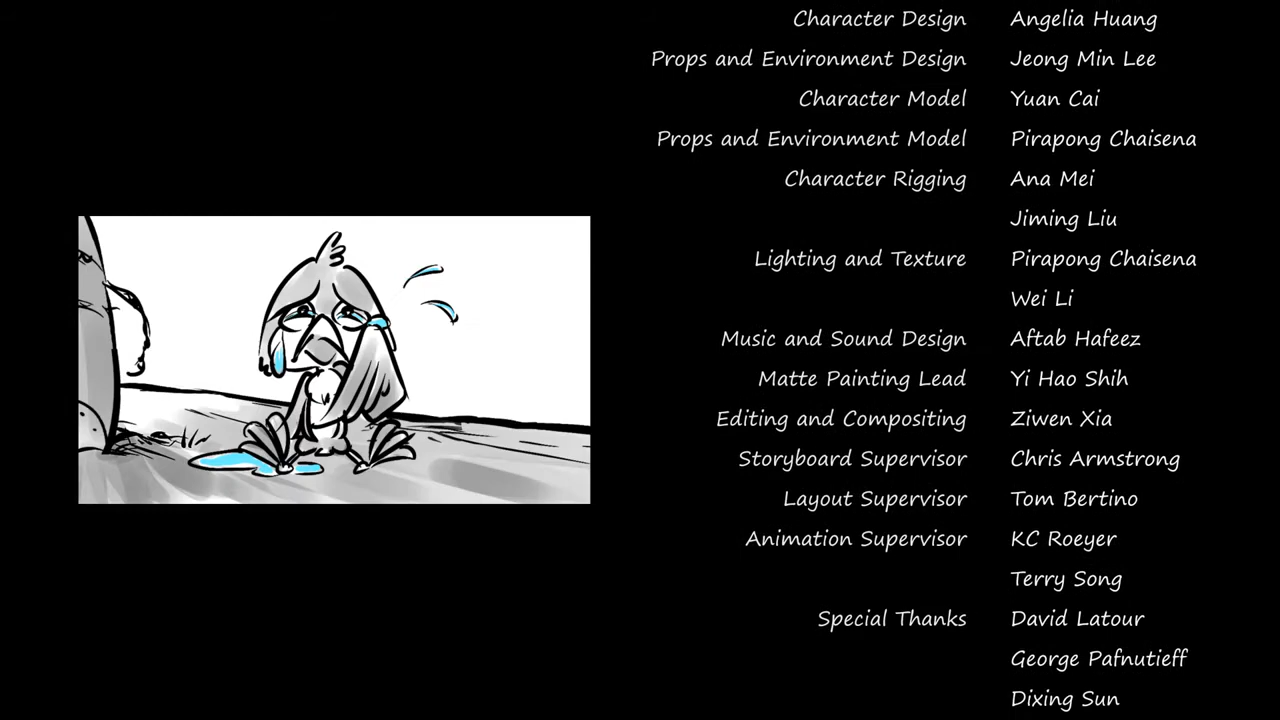 Character Design Angelia Huang
Props and Environment Design Jeong Min Lee
Character Model Yuan Cai
Props and Environment Model Pirapong Chaisena
Character Rigging Ana Mei
Jiming Liu
Lighting and Texture Pirapong Chaisena
Wei Li
Music and Sound Design Aftab Hafeez
Matte Painting Lead Yi Hao Shih
Editing and Compositing Ziwen Xia
Storyboard Supervisor Chris Armstrong
Layout Supervisor Tom Bertino
Animation Supervisor KC Roeyer
Terry Song
Special Thanks David Latour
George Pafnutieff
Dixing Sun